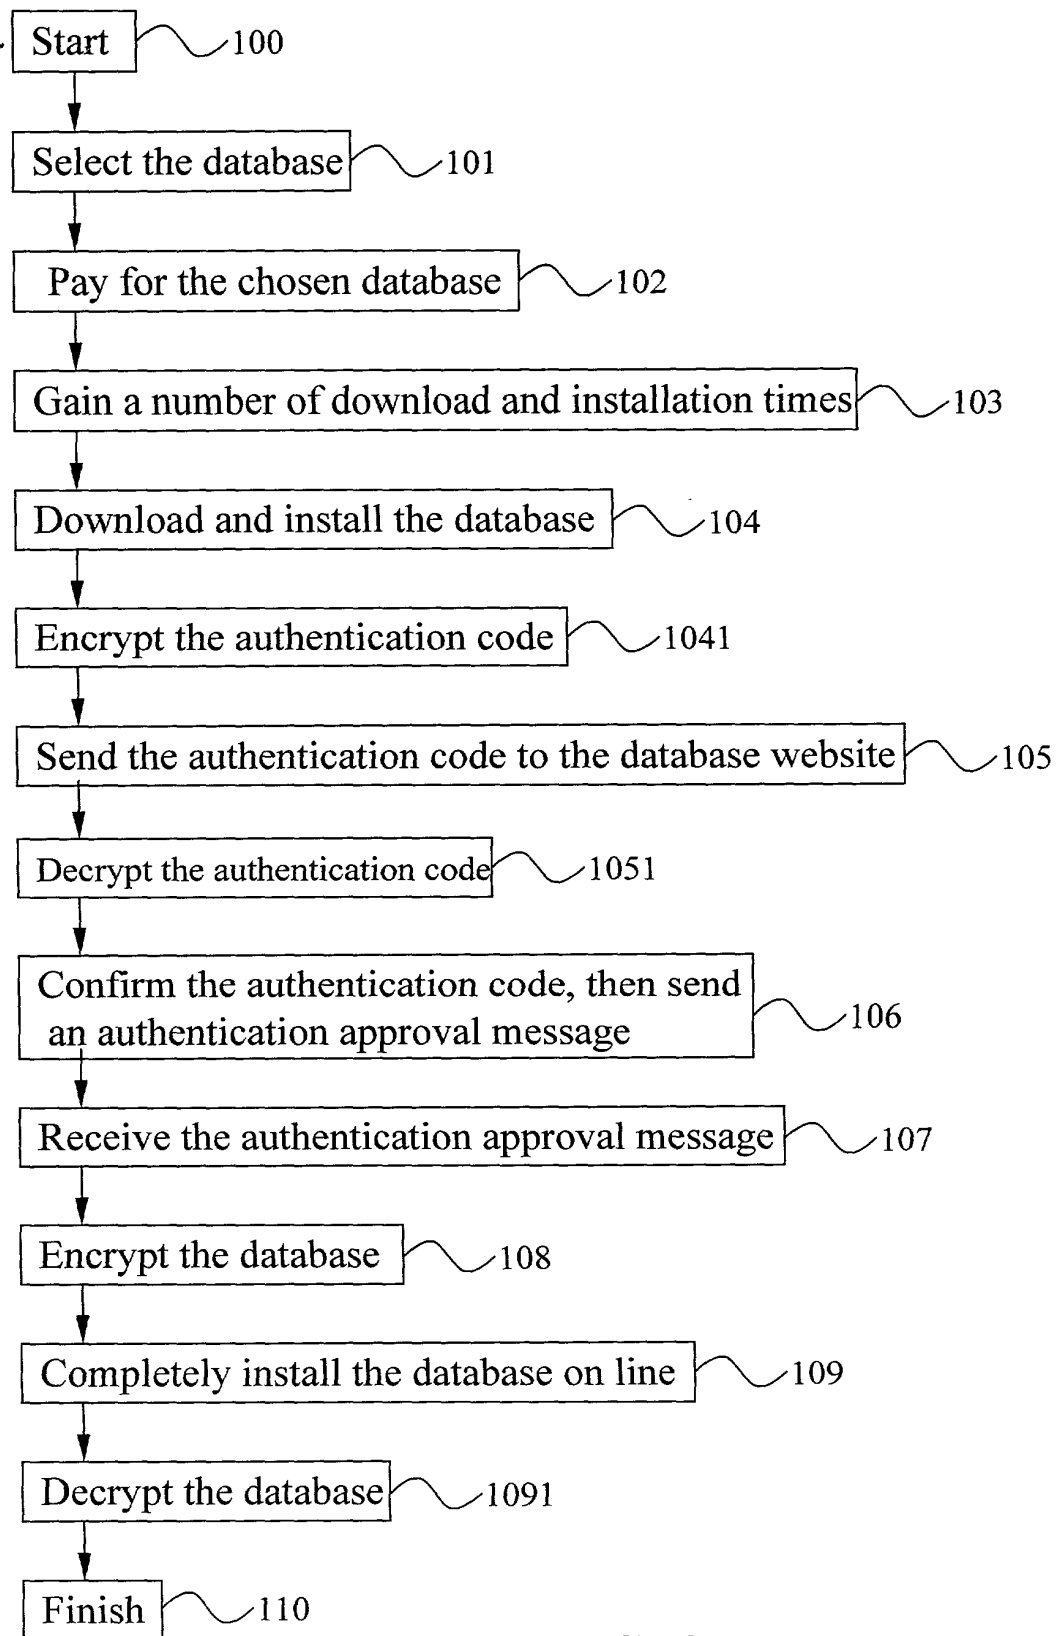 Start 100
Select the database 101
Pay for the chosen database 102
Gain a number of download and installation times 103
Download and install the database 104
Encrypt the authentication code 1041
Send the authentication code to the database website 105
Decrypt the authentication code 1051
Confirm the authentication code, then send
an authentication approval message 106
Receive the authentication approval message 107
Encrypt the database 108
Completely install the database on line 109
Decrypt the database 1091
Finish 110